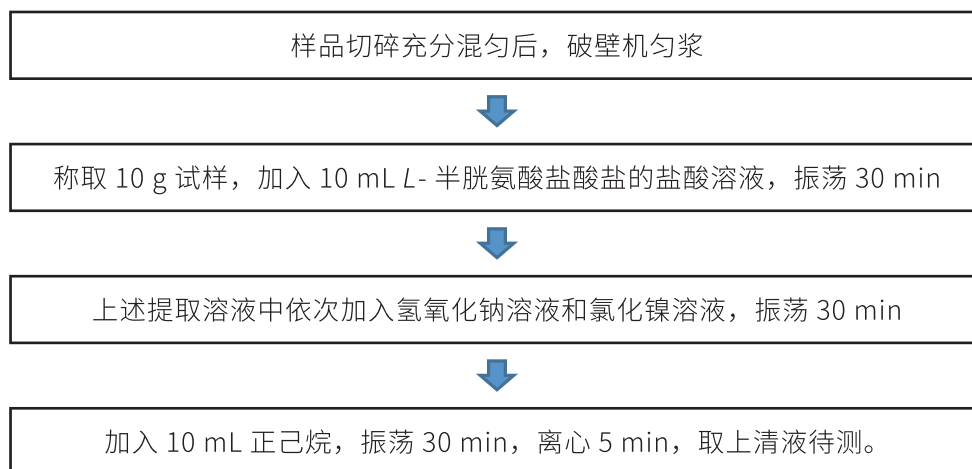 样品切碎充分混匀后，破壁机匀浆
称取 10 g 试样，加入 10 mL L- 半胱氨酸盐酸盐的盐酸溶液，振荡 30 min
上述提取溶液中依次加入氢氧化钠溶液和氯化镍溶液，振荡 30 min
加入 10 mL 正己烷，振荡 30 min，离心 5 min，取上清液待测。